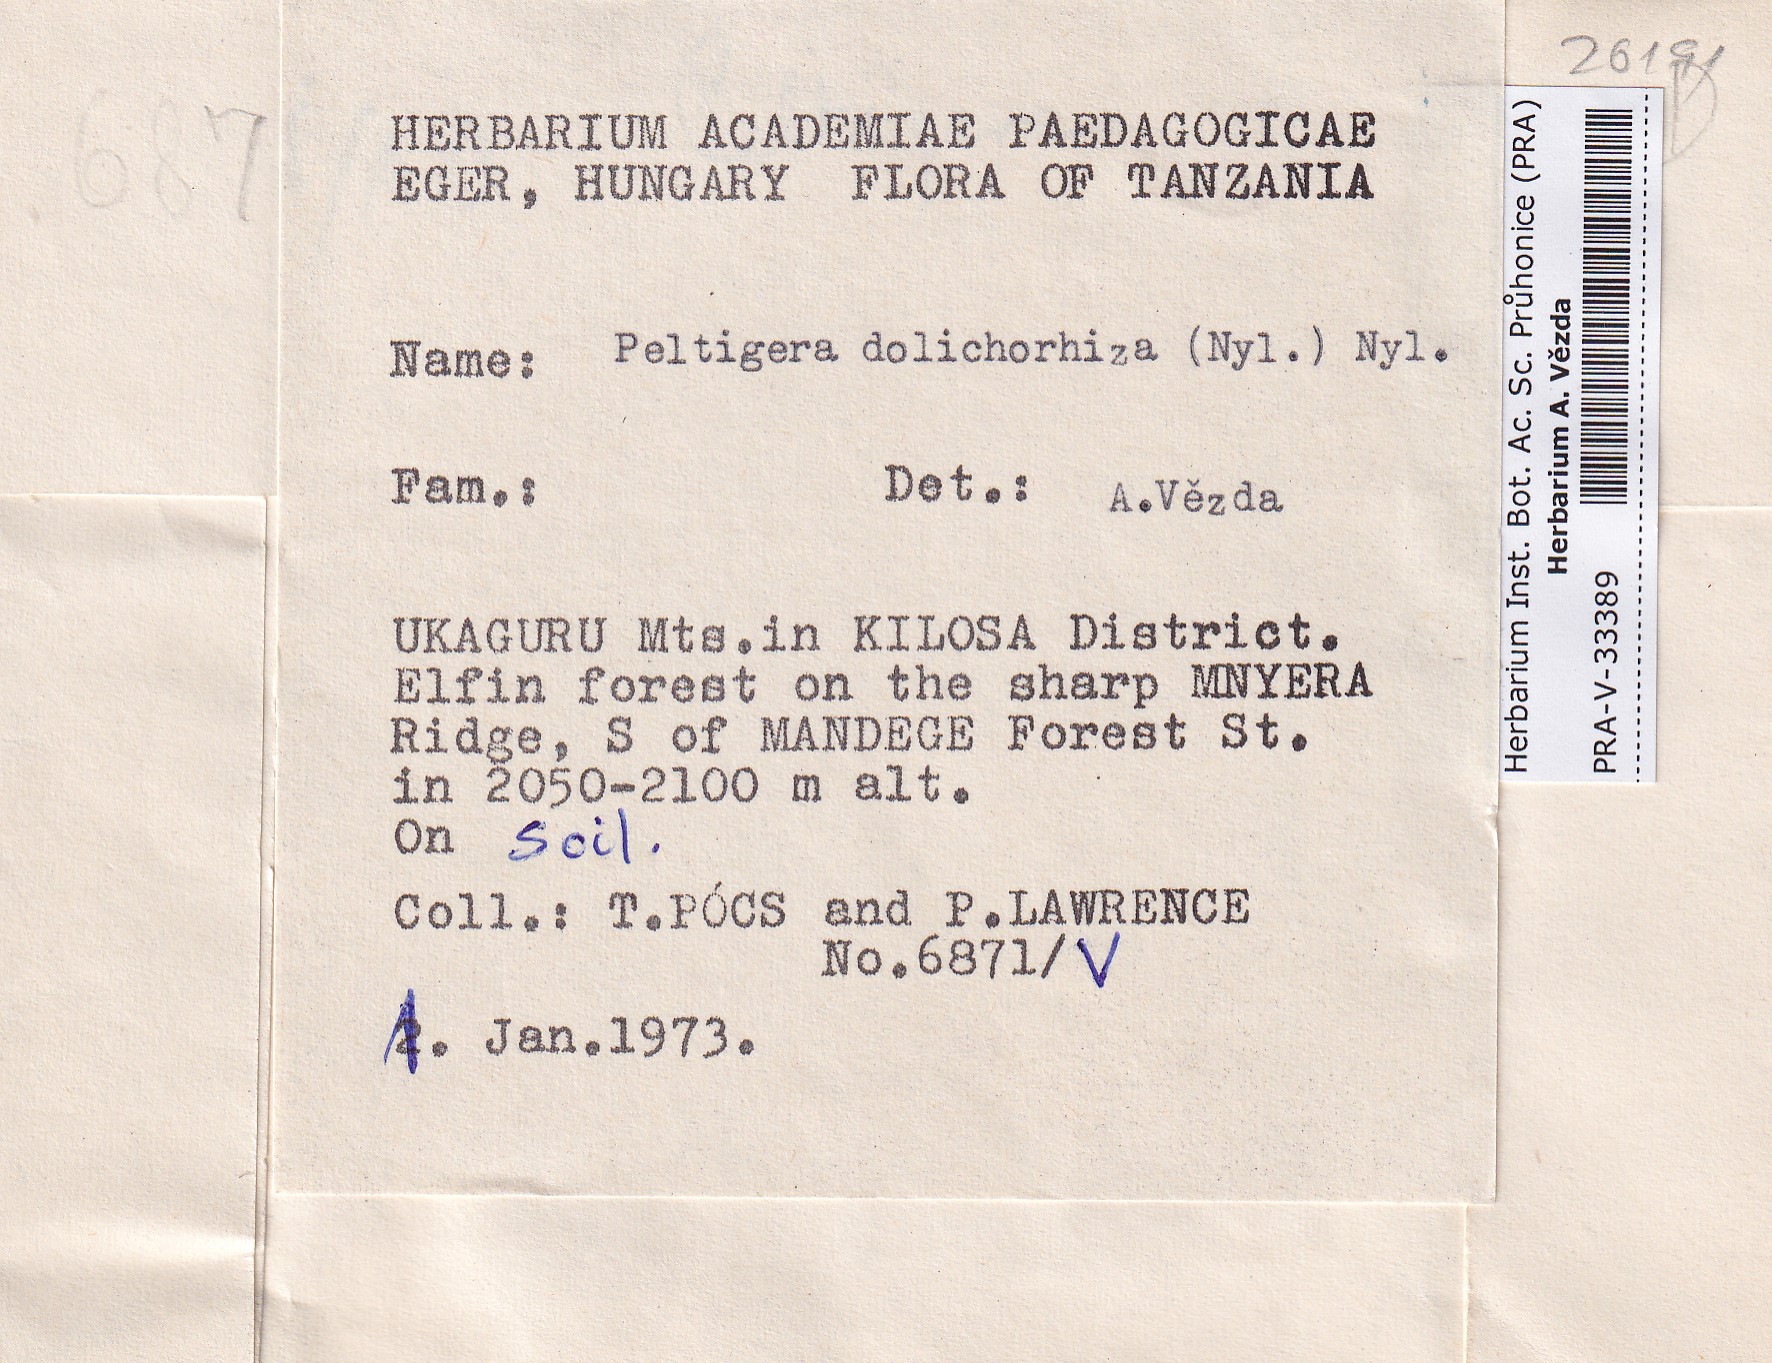 HERBARIUM ACADEMIAE PAEDAGOGICAE
EGER, HUNGARY FLORA OF TANZANIA
Name: Peltigera dolichorhiza (Nyl.) Nyl.
Fam.: Det.: A.Vězda
UKAGURU Mts.in KILOSA District.
Elfin forest on the sharp MNYERA
Ridge, S of MANDEGE Forest St.
in 2050-2100 m alt.
On soil.
Coll.: T.PÓCS and P.LAWRENCE
No.6871/V
1. Jan.1973.
Herbarium Inst. Bot. Ac. Sc. Průhonice (PRA)
Herbarium A. Vězda
PRA-V-33389
687